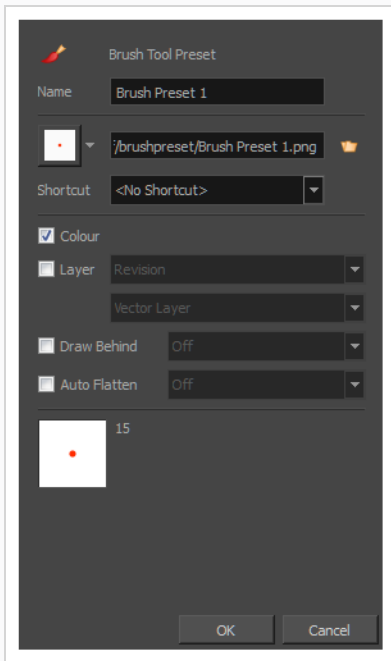 Brush Tool Preset
Name Brush Preset 1
/brushpreset/Brush Preset 1.png
Shortcut <No Shortcut>
Colour
Layer Revision
Vector Layer
Draw Behind Off
Auto Flatten Off
15
OK Cancel